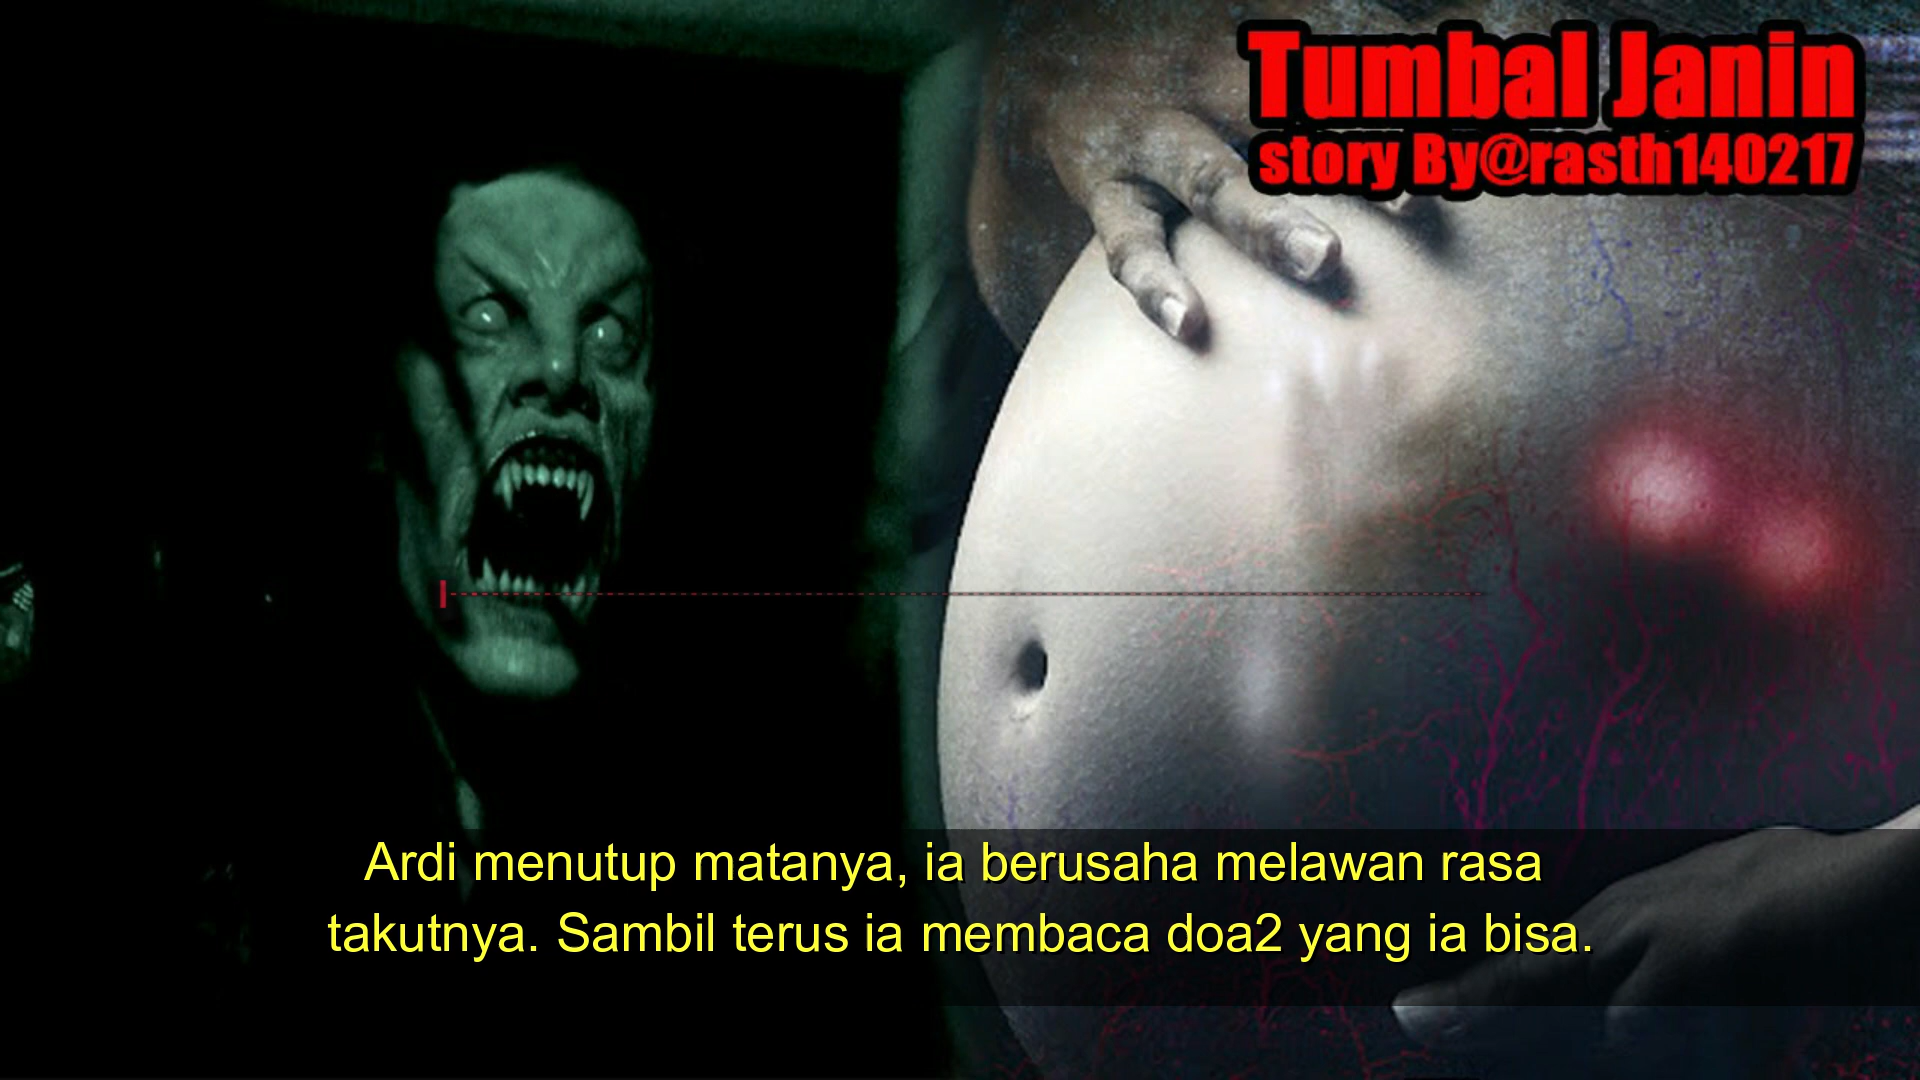 Tumbal Janin
story By@rasth140217
Ardi menutup matanya, ia berusaha melawan rasa
takutnya. Sambil terus ia membaca doa2 yang ia bisa.